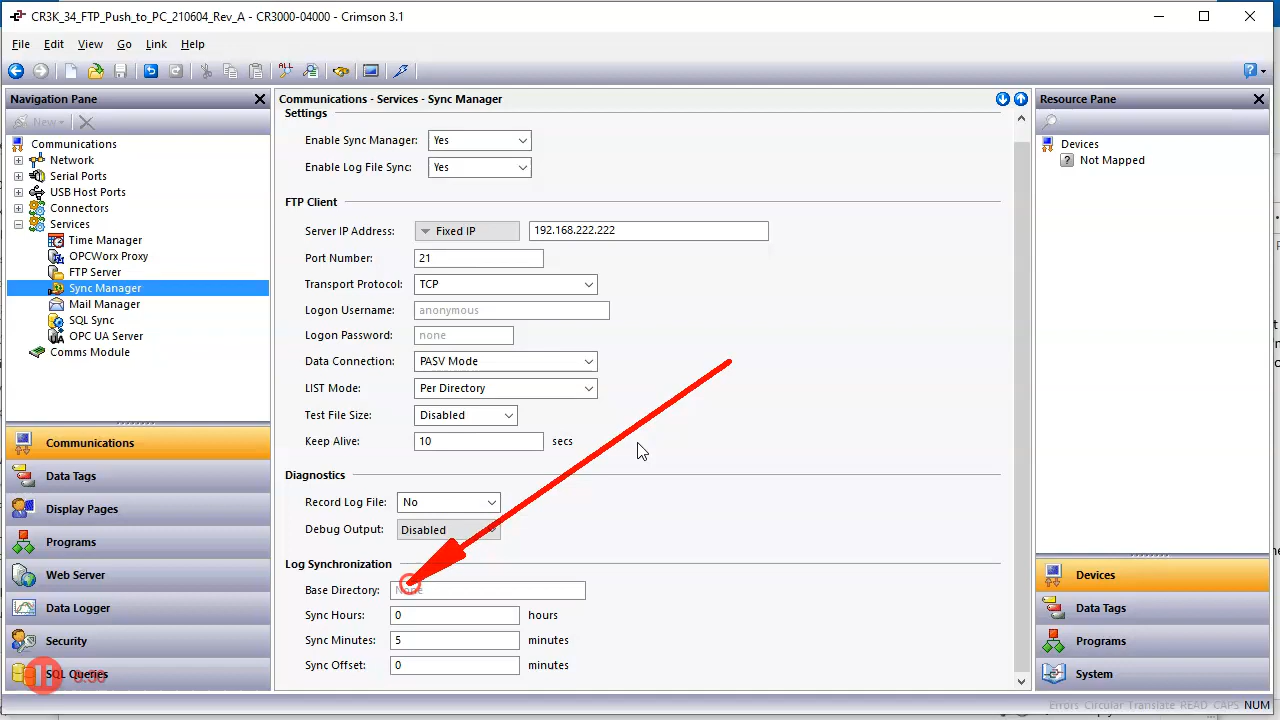 CR3K_34_FTP_Push_to_PC_210604_Rev_A - CR3000-04000 - Crimson 3.1
File Edit View Go Link Help
Navigation Pane
New
Communications
Network
Serial Ports
USB Host Ports
Connectors
Services
Time Manager
OPCWorx Proxy
FTP Server
Sync Manager
Mail Manager
SQL Sync
OPC UA Server
Comms Module
Communications
Data Tags
Display Pages
Programs
Web Server
Data Logger
Security
SQL Queries
Communications - Services - Sync Manager
Settings
Enable Sync Manager: Yes
Enable Log File Sync: Yes
FTP Client
Server IP Address: Fixed IP 192.168.222.222
Port Number: 21
Transport Protocol: TCP
Logon Username: anonymous
Logon Password: none
Data Connection: PASV Mode
LIST Mode: Per Directory
Test File Size: Disabled
Keep Alive: 10 secs
Diagnostics
Record Log File: No
Debug Output: Disabled
Log Synchronization
Base Directory:
Sync Hours: 0 hours
Sync Minutes: 5 minutes
Sync Offset: 0 minutes
Resource Pane
Devices
Not Mapped
Devices
Data Tags
Programs
System
Errors Circular Translate READ CAPS NUM